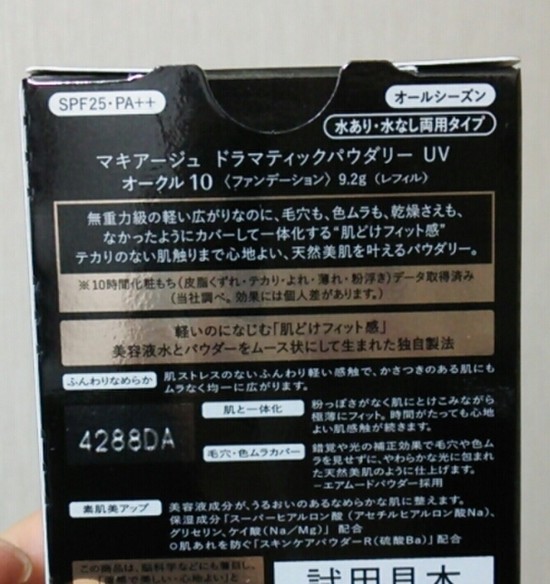 SPF25・PA++
オールシーズン
水あり・水なし両用タイプ
マキアージュ ドラマティックパウダリー UV
オークル 10 〈ファンデーション〉 9.2g (レフィル)
無重力級の軽い広がりなのに、毛穴も、色ムラも、乾燥さえも、
なかったようにカバーして一体化する“肌どけフィット感”
テカりのない肌触りまで心地よい、天然美肌を叶えるパウダリー。
※10時間化粧もち(皮脂くずれ・テカり・よれ・薄れ・粉浮き)データ取得済み
(当社調べ。効果には個人差があります。)
軽いのになじむ「肌どけフィット感」
美容液水とパウダーをムース状にして生まれた独自製法
ふんわりなめらか
肌ストレスのないふんわり軽い感触で、かさつきのある肌にも
ムラなく均一に広がります。
肌と一体化
粉っぽさがなく肌にとけこみながら
極薄にフィット。時間がたっても心地
よい肌感触が続きます。
4288DA
毛穴・色ムラカバー
錯覚や光の補正効果で毛穴や色ム
ラを見せずに、やわらかな光に包まれ
た天然美肌のように仕上げます。
－エアムードパウダー採用
素肌美アップ
美容液成分が、うるおいのあるなめらかな肌に整えます。
保湿成分「スーパーヒアルロン酸(アセチルヒアルロン酸Na)、
グリセリン、ケイ酸(Na/Mg)」 配合
○肌あれを防ぐ「スキンケアパウダーR(硫酸Ba)」配合
この商品は、脳科学などにも着目し、
試用見本